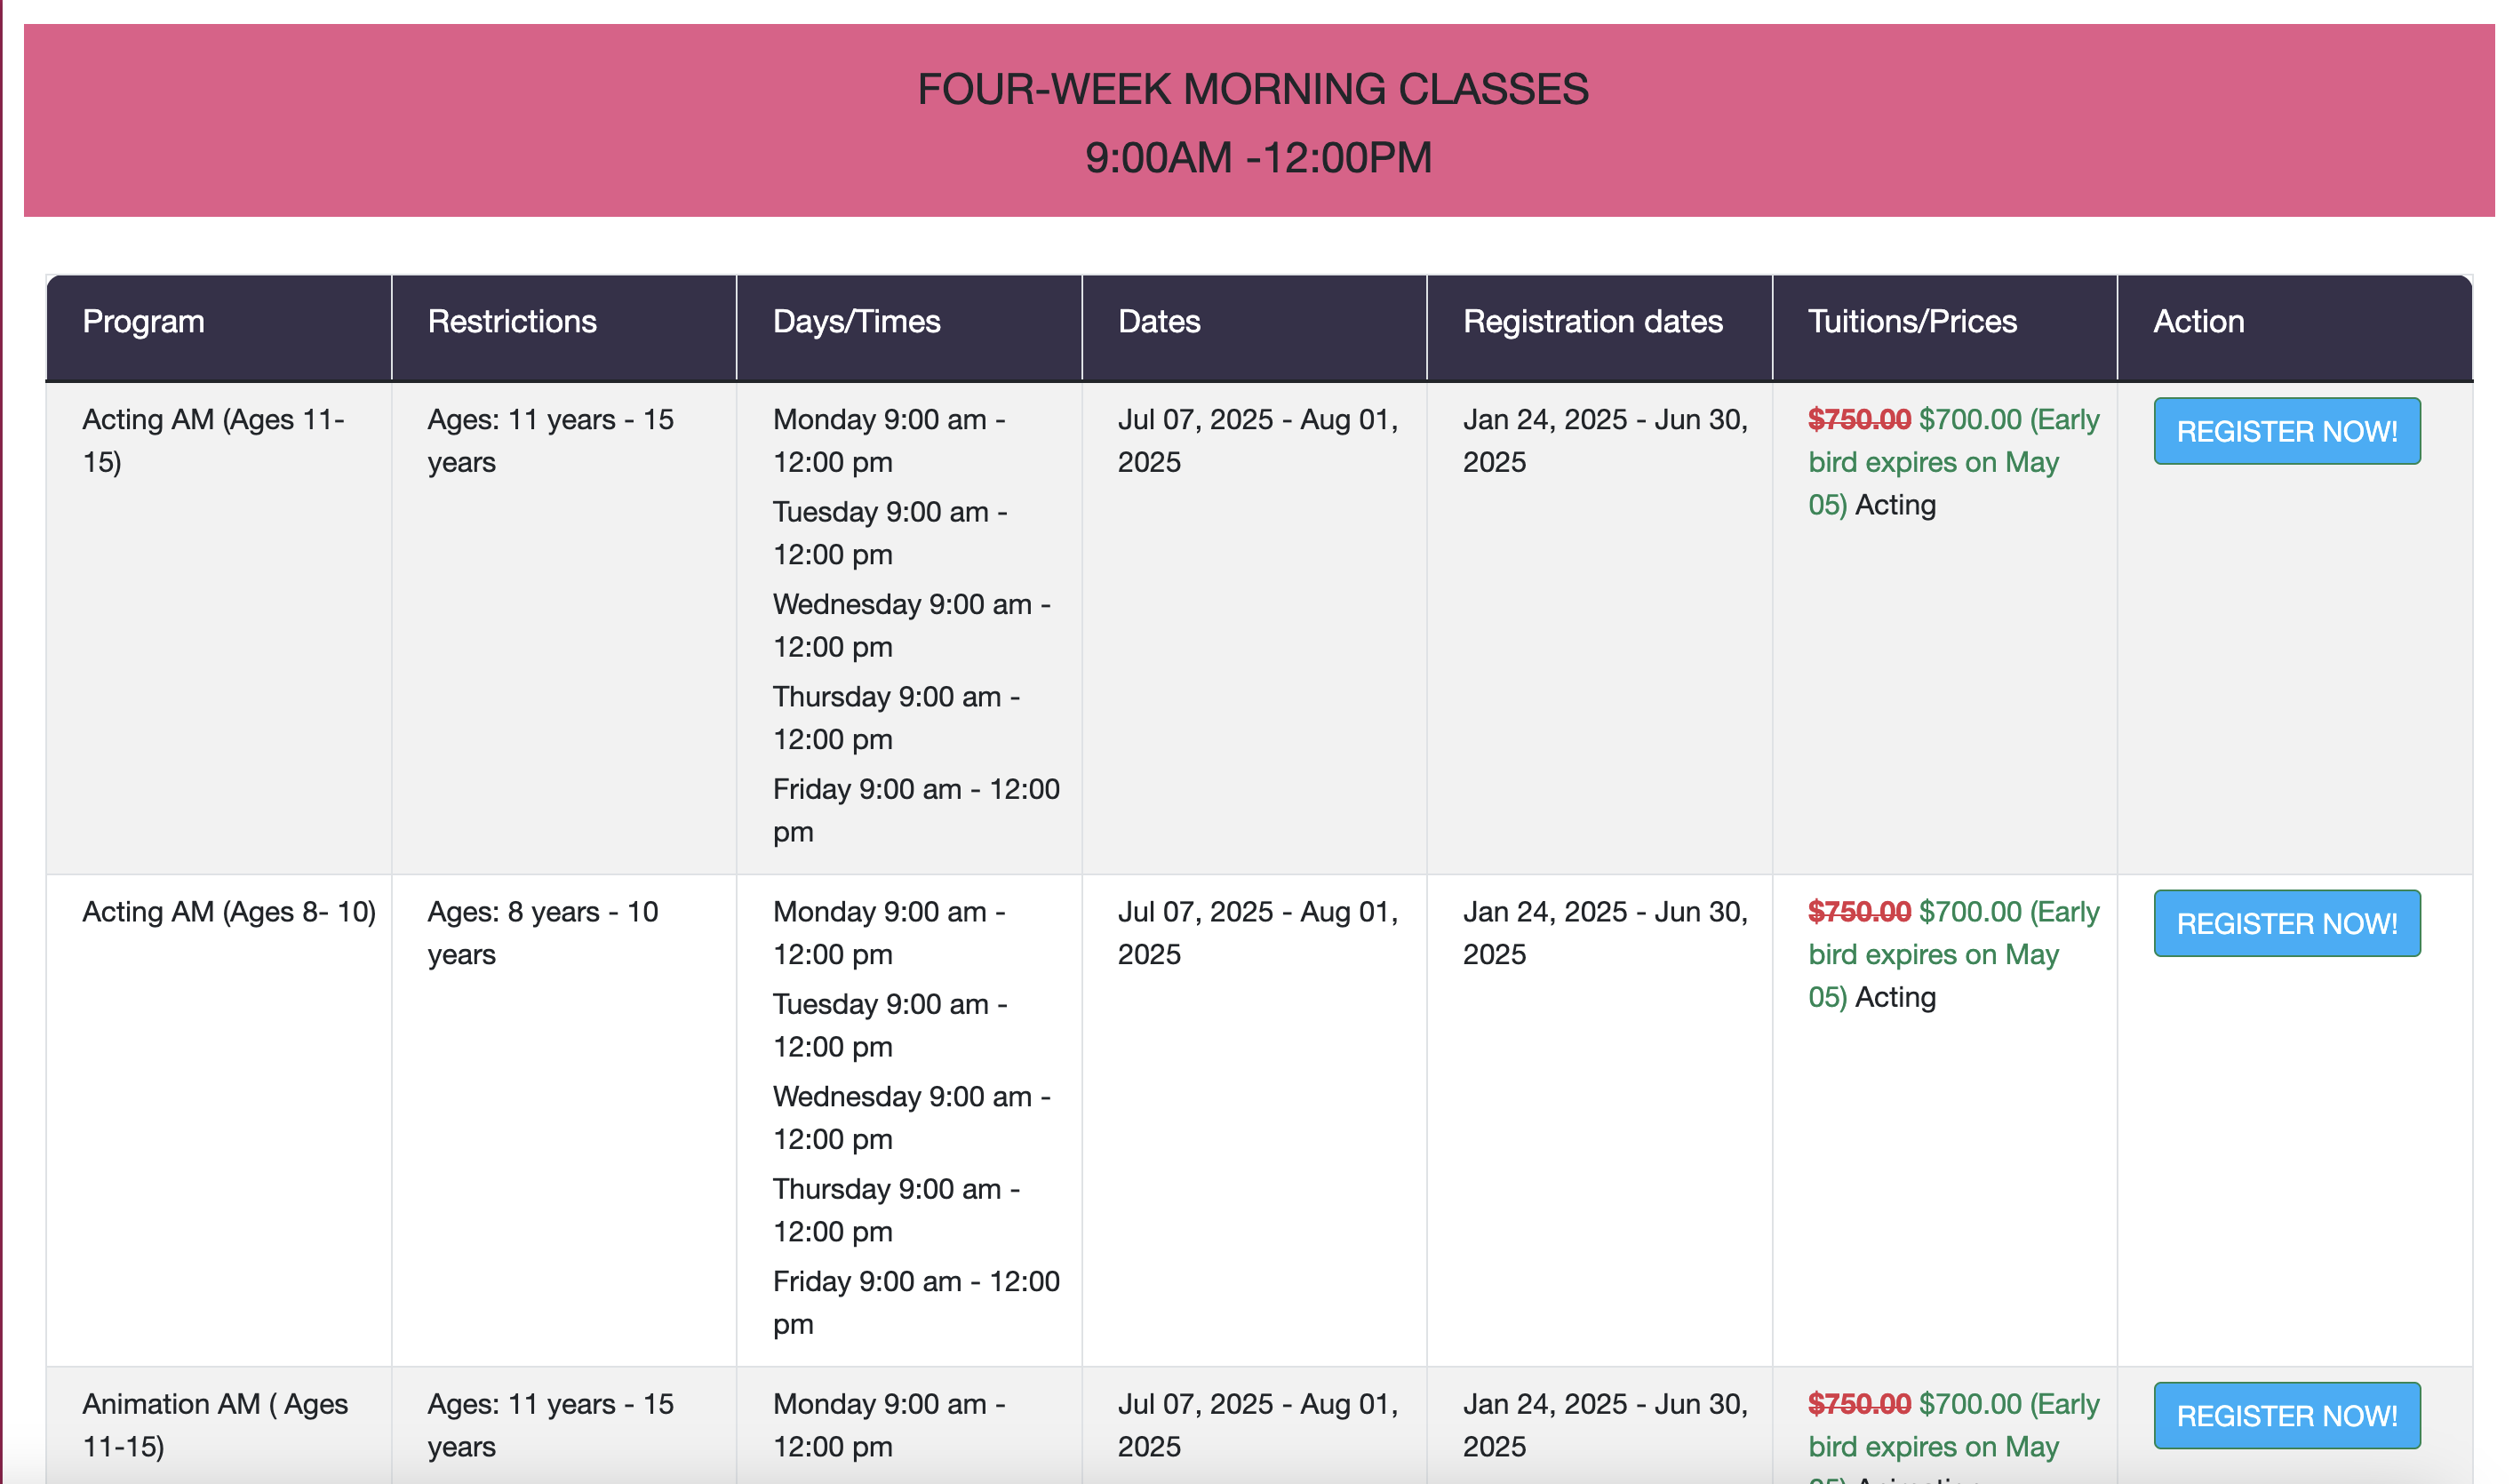 FOUR-WEEK MORNING CLASSES
9:00AM -12:00PM
Program
Restrictions
Days/Times
Dates
Registration dates
Tuitions/Prices
Action
Acting AM (Ages 11-
15)
Ages: 11 years - 15
years
Monday 9:00 am -
12:00 pm
Tuesday 9:00 am -
12:00 pm
Wednesday 9:00 am -
12:00 pm
Thursday 9:00 am -
12:00 pm
Friday 9:00 am - 12:00
pm
Jul 07, 2025 - Aug 01,
2025
Jan 24, 2025 - Jun 30,
2025
$750.00 $700.00 (Early
bird expires on May
05) Acting
REGISTER NOW!
Acting AM (Ages 8- 10)
Ages: 8 years - 10
years
Monday 9:00 am -
12:00 pm
Tuesday 9:00 am -
12:00 pm
Wednesday 9:00 am -
12:00 pm
Thursday 9:00 am -
12:00 pm
Friday 9:00 am - 12:00
pm
Jul 07, 2025 - Aug 01,
2025
Jan 24, 2025 - Jun 30,
2025
$750.00 $700.00 (Early
bird expires on May
05) Acting
REGISTER NOW!
Animation AM ( Ages
11-15)
Ages: 11 years - 15
years
Monday 9:00 am -
12:00 pm
Jul 07, 2025 - Aug 01,
2025
Jan 24, 2025 - Jun 30,
2025
$750.00 $700.00 (Early
bird expires on May
REGISTER NOW!